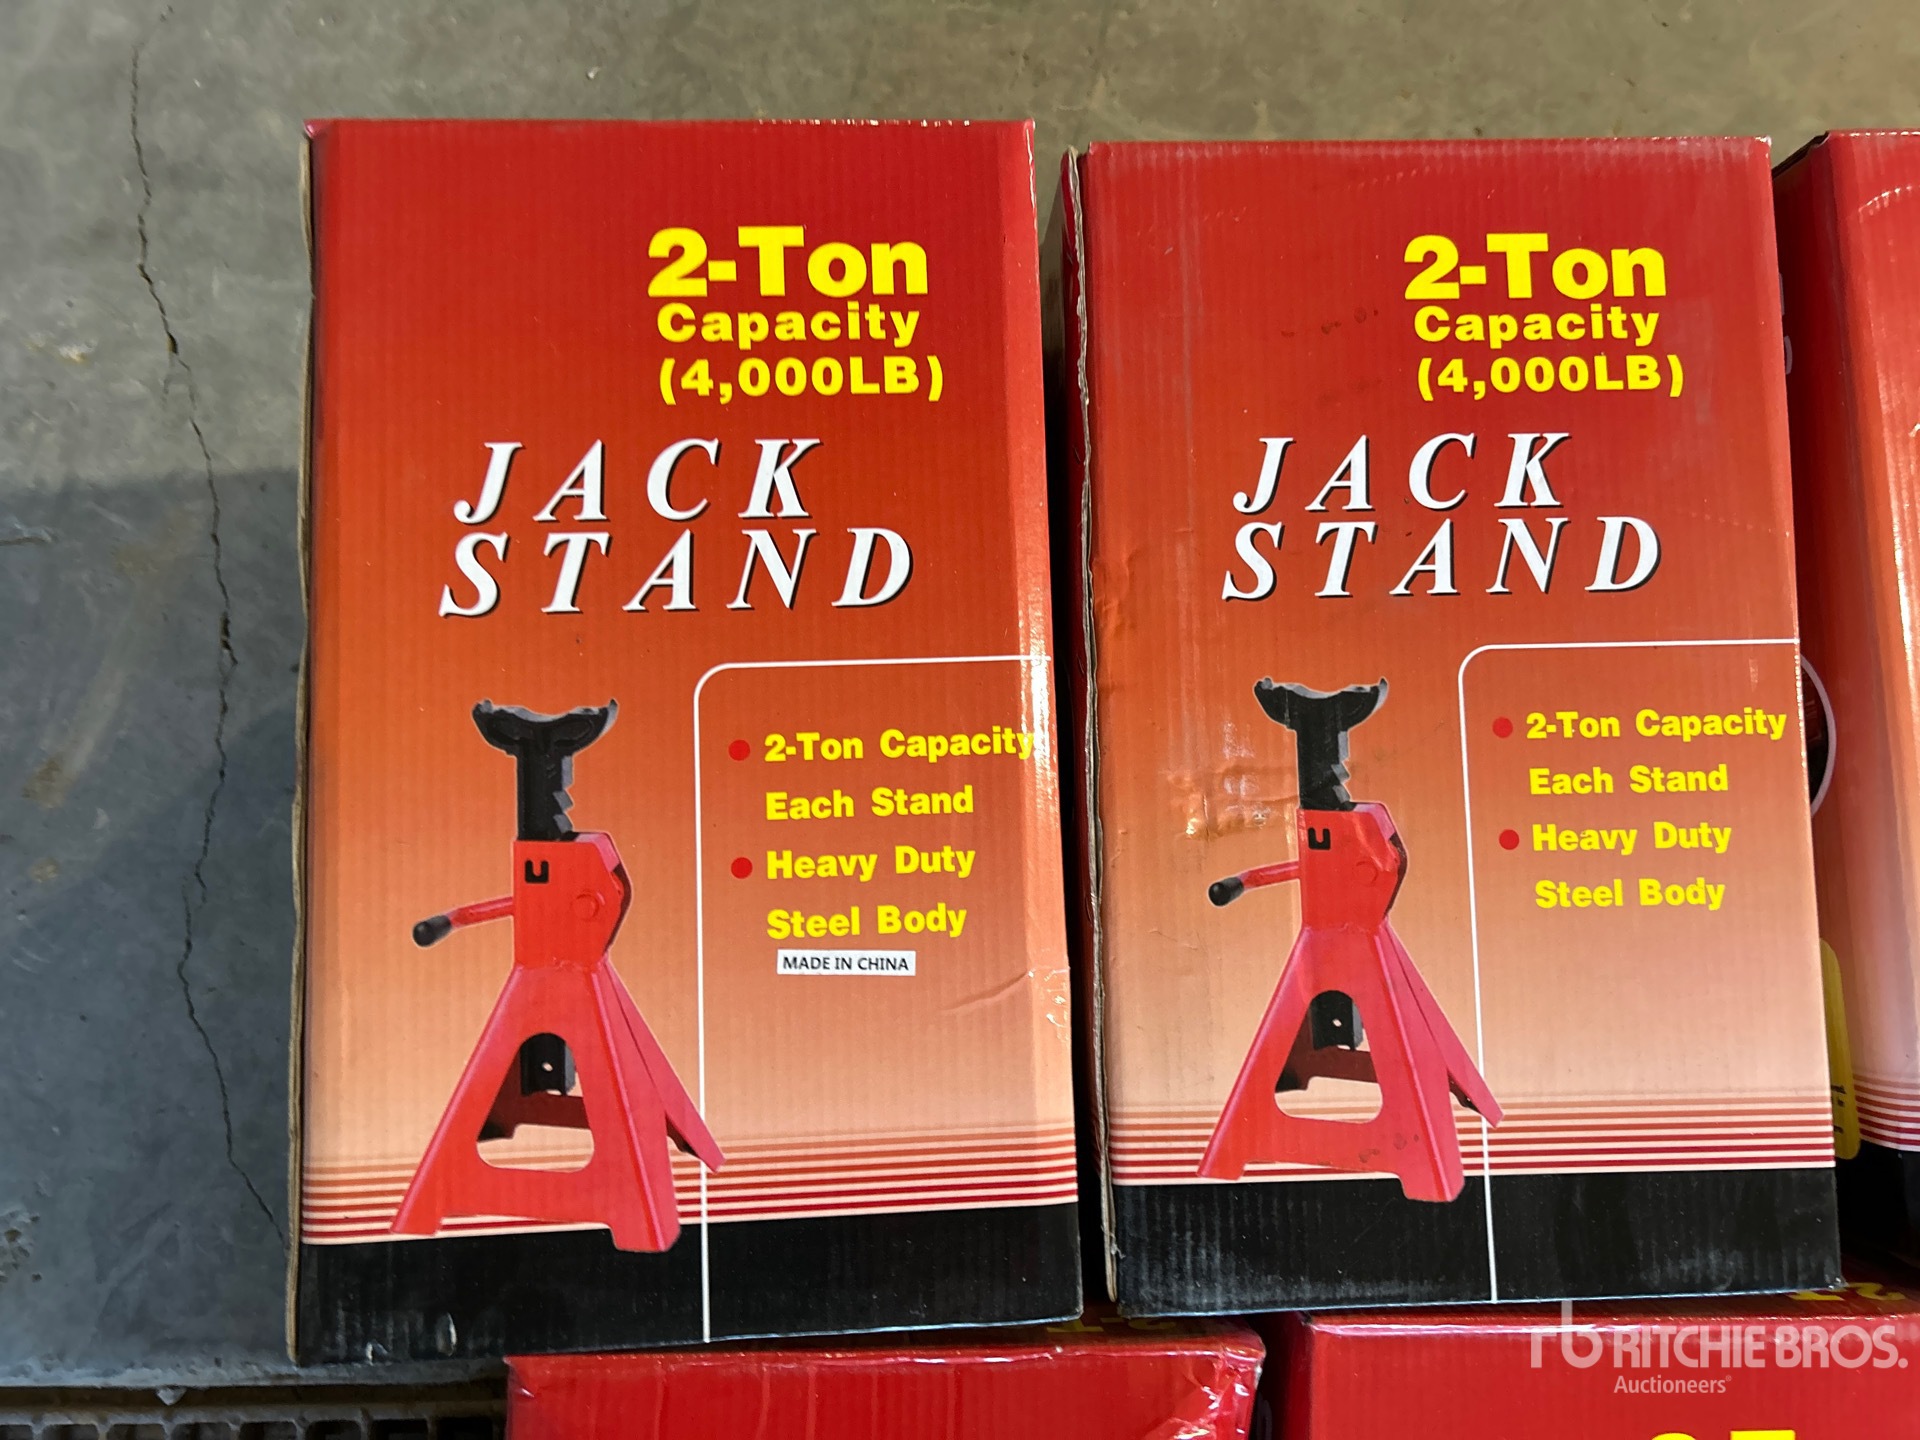 2-Ton
Capacity
(4,000LB)
JACK
STAND
2-Ton Capacity
Each Stand
Heavy Duty
Steel Body
MADE IN CHINA
2-Ton
Capacity
(4,000LB)
JACK
STAND
2-Ton Capacity
Each Stand
Heavy Duty
Steel Body
rb RITCHIE BROS.
Auctioneers